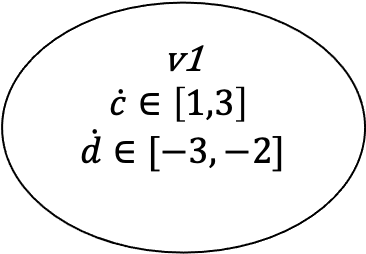 v1
ċ ∈ [1,3]
ḋ ∈ [−3, −2]